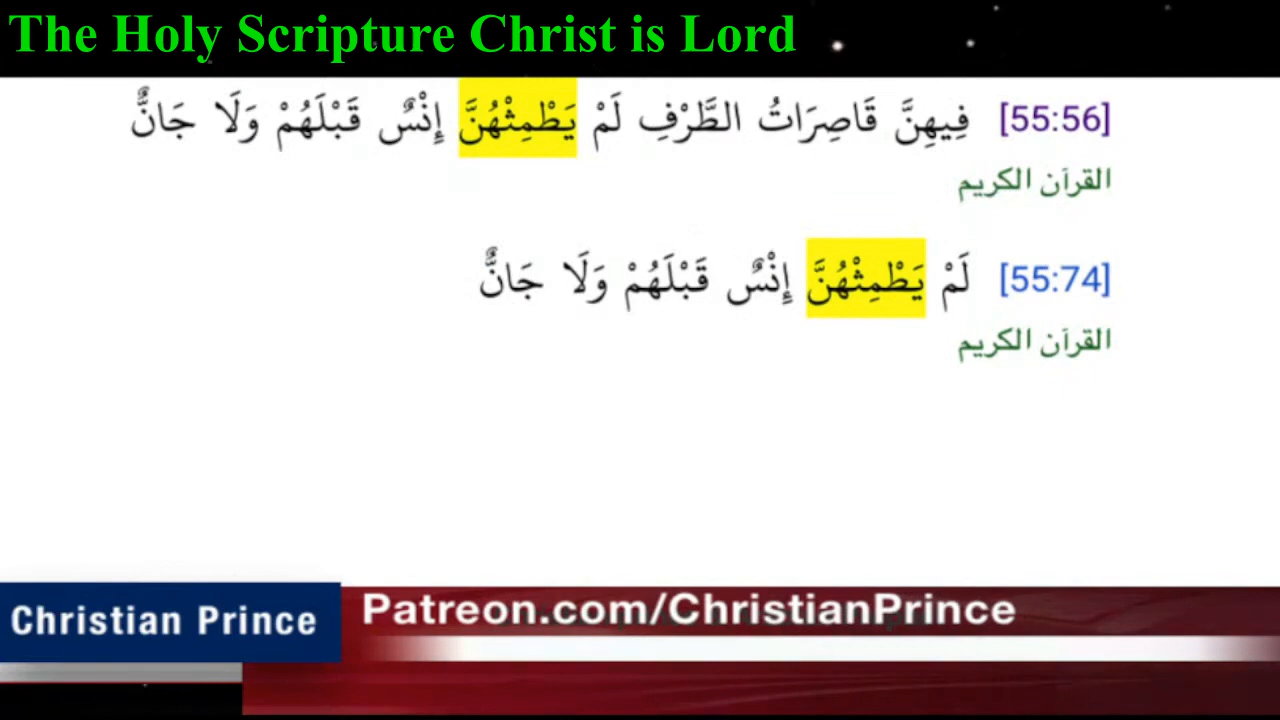 The Holy Scripture Christ is Lord
[55:56] فِيهِنَّ قَاصِرَاتُ الطَّرْفِ لَمْ يَطْمِثْهُنَّ إِنْسٌ قَبْلَهُمْ وَلَا جَانٌّ
القرآن الكريم
[55:74] لَمْ يَطْمِثْهُنَّ إِنْسٌ قَبْلَهُمْ وَلَا جَانٌّ
القرآن الكريم
Christian Prince
Patreon.com/ChristianPrince